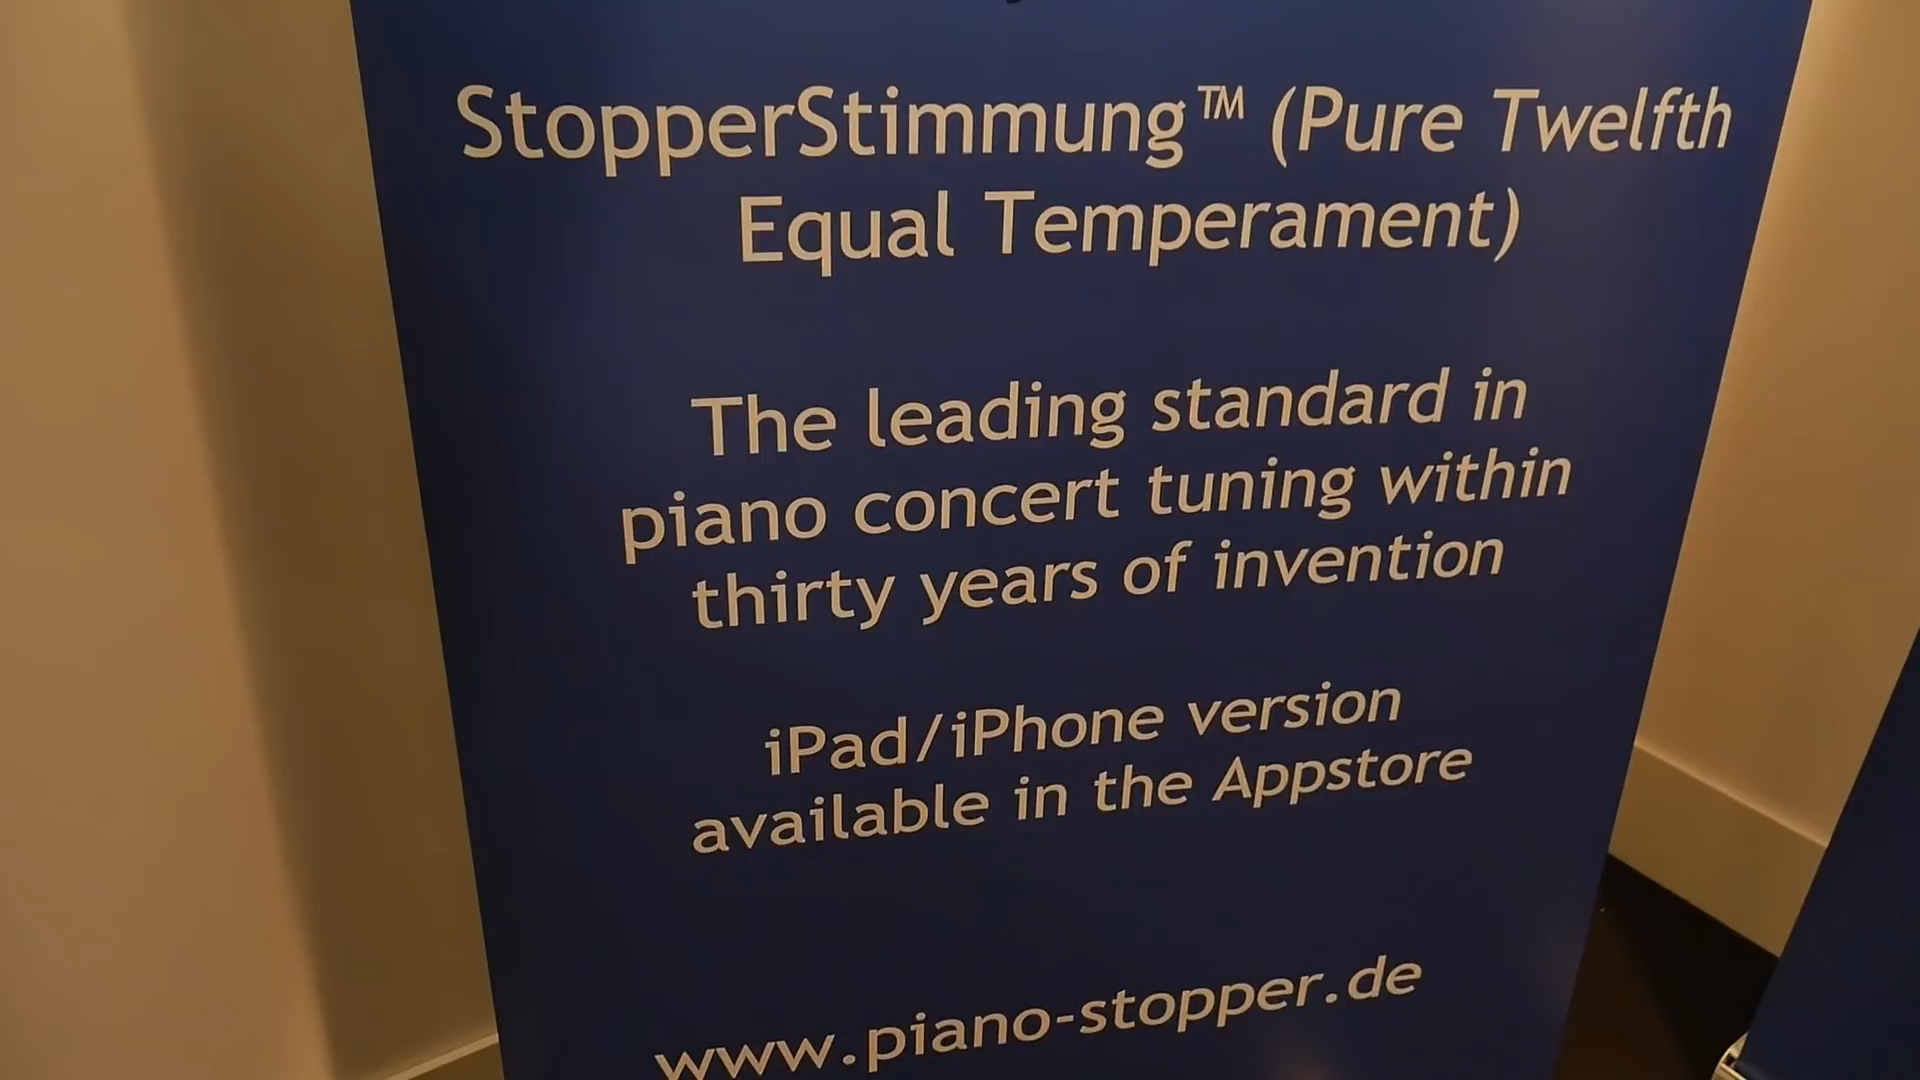 StopperStimmung™ (Pure Twelfth
Equal Temperament)
The leading standard in
piano concert tuning within
thirty years of invention
iPad/iPhone version
available in the Appstore
www.piano-stopper.de